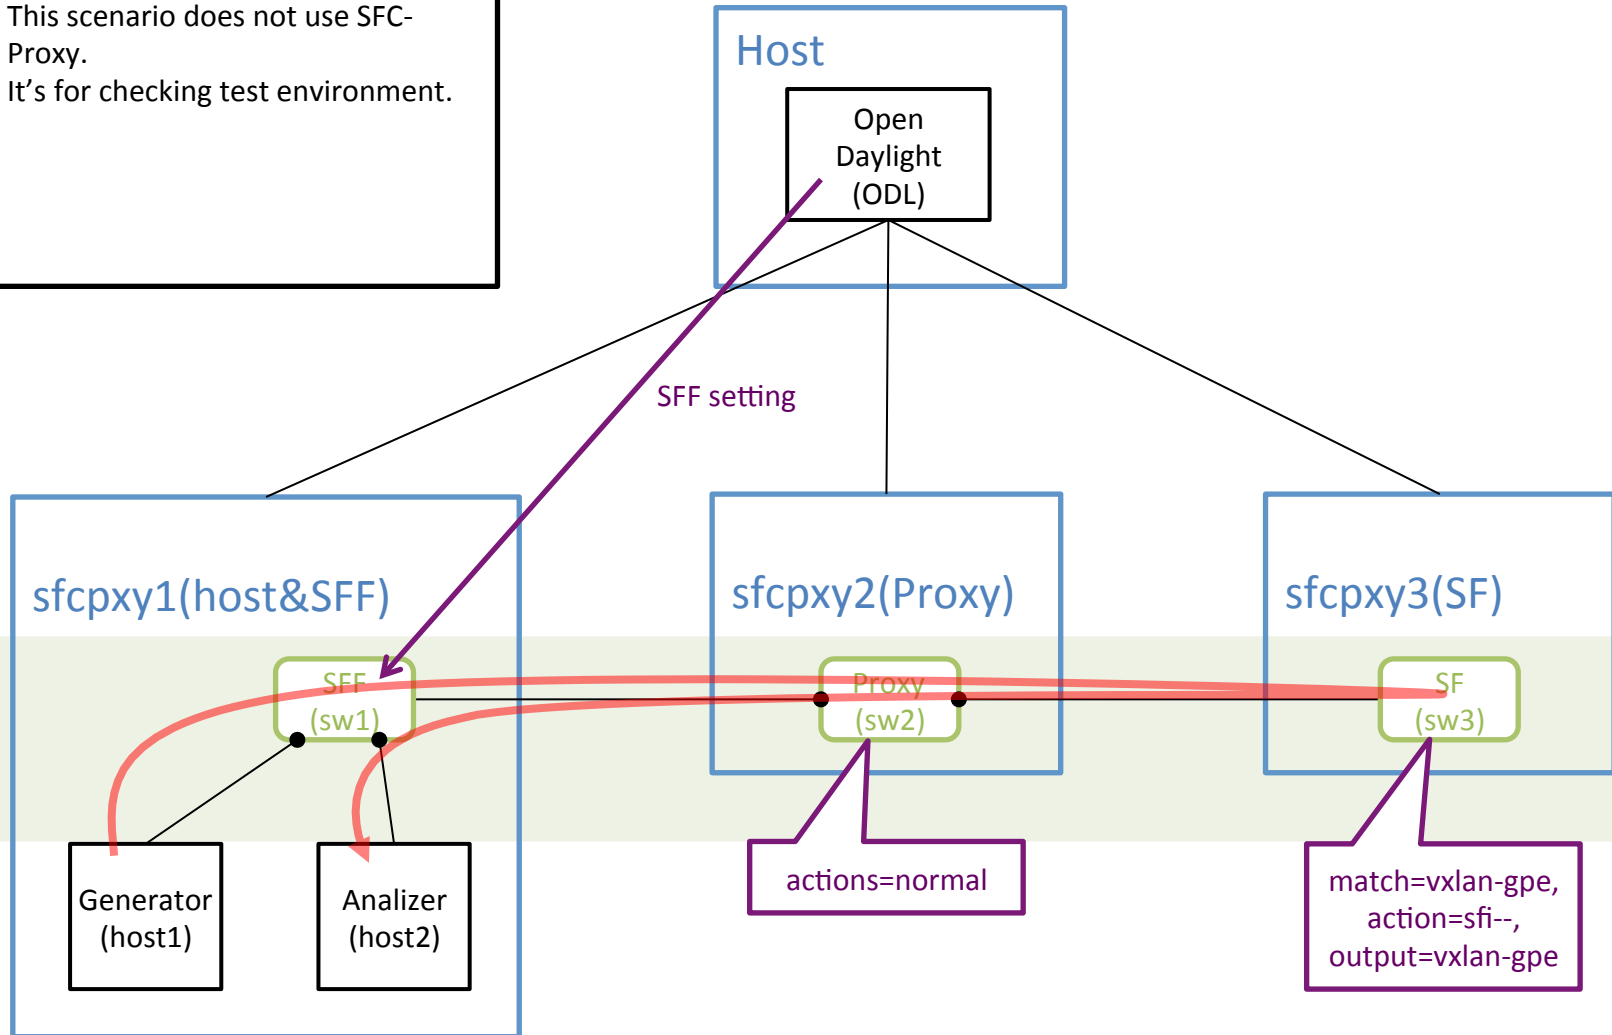 This scenario does not use SFC-
Proxy.
It's for checking test environment.
Host
Open
Daylight
(ODL)
SFF setting
sfcpxy1(host&SFF)
sfcpxy2(Proxy)
sfcpxy3(SF)
SFF
(sw1)
Proxy
(sw2)
SF
(sw3)
Generator
(host1)
Analizer
(host2)
actions=normal
match=vxlan-gpe,
action=sfi--,
output=vxlan-gpe